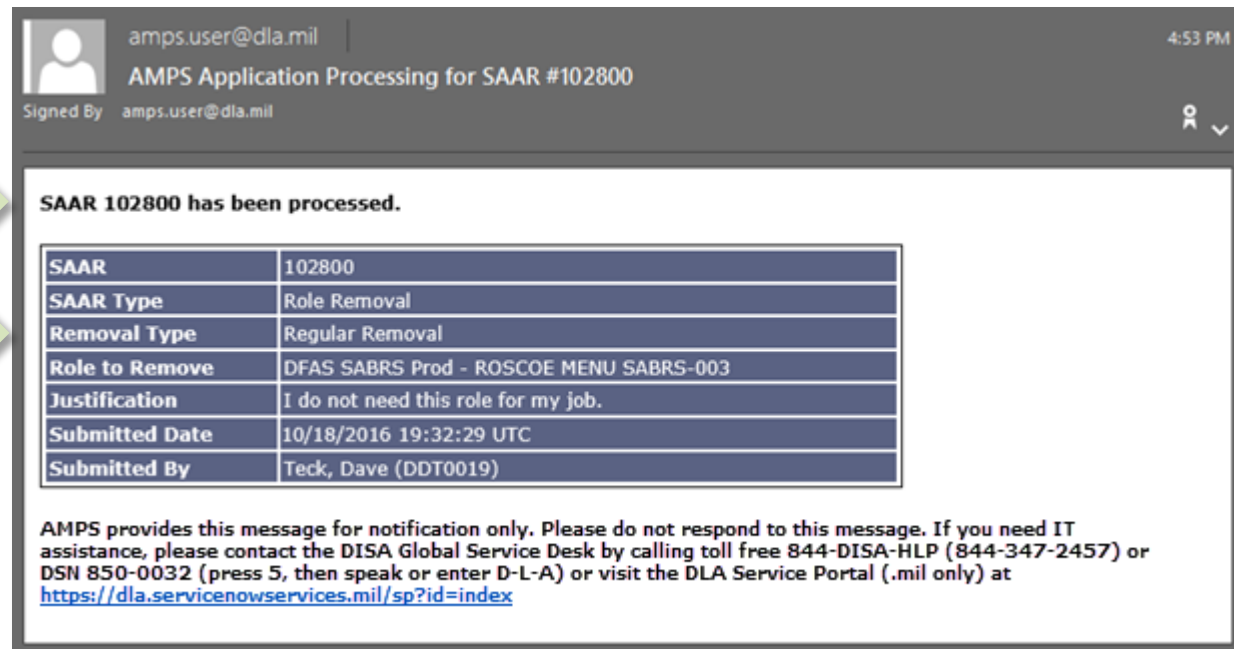 amps.user@dla.mil
4:53 PM
AMPS Application Processing for SAAR #102800
Signed By amps.user@dla.mil
SAAR 102800 has been processed.
SAAR 102800
SAAR Type Role Removal
Removal Type Regular Removal
Role to Remove DFAS SABRS Prod - ROSCOE MENU SABRS-003
Justification I do not need this role for my job.
Submitted Date 10/18/2016 19:32:29 UTC
Submitted By Teck, Dave (DDT0019)
AMPS provides this message for notification only. Please do not respond to this message. If you need IT
assistance, please contact the DISA Global Service Desk by calling toll free 844-DISA-HLP (844-347-2457) or
DSN 850-0032 (press 5, then speak or enter D-L-A) or visit the DLA Service Portal (.mil only) at
https://dla.servicenowservices.mil/sp?id=index